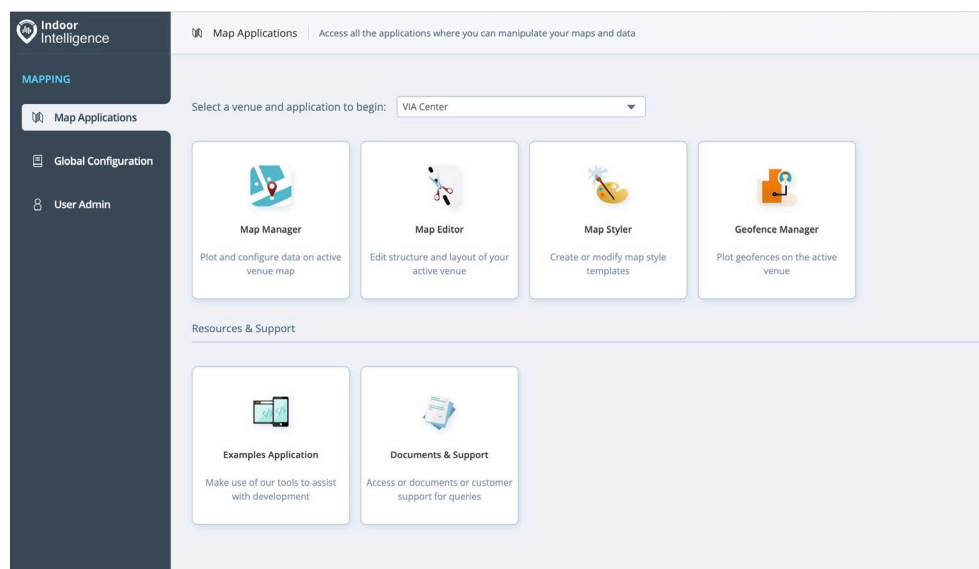 Indoor
Intelligence
Map Applications
Access all the applications where you can manipulate your maps and data
MAPPING
Map Applications
Global Configuration
User Admin
Select a venue and application to begin:
VIA Center
Map Manager
Plot and configure data on active
venue map
Map Editor
Edit structure and layout of your
active venue
Map Styler
Create or modify map style
templates
Geofence Manager
Plot geofences on the active
venue
Resources & Support
Examples Application
Make use of our tools to assist
with development
Documents & Support
Access or documents or customer
support for queries